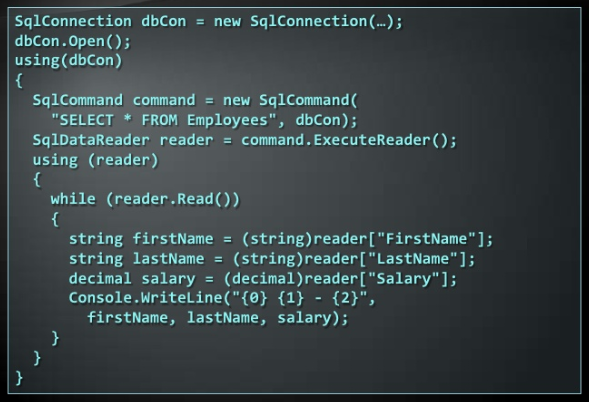 SqlConnection dbCon = new SqlConnection(…);
dbCon.Open();
using(dbCon)
{
  SqlCommand command = new SqlCommand(
    "SELECT * FROM Employees", dbCon);
  SqlDataReader reader = command.ExecuteReader();
  using (reader)
  {
    while (reader.Read())
    {
      string firstName = (string)reader["FirstName"];
      string lastName = (string)reader["LastName"];
      decimal salary = (decimal)reader["Salary"];
      Console.WriteLine("{0} {1} - {2}",
        firstName, lastName, salary);
    }
  }
}